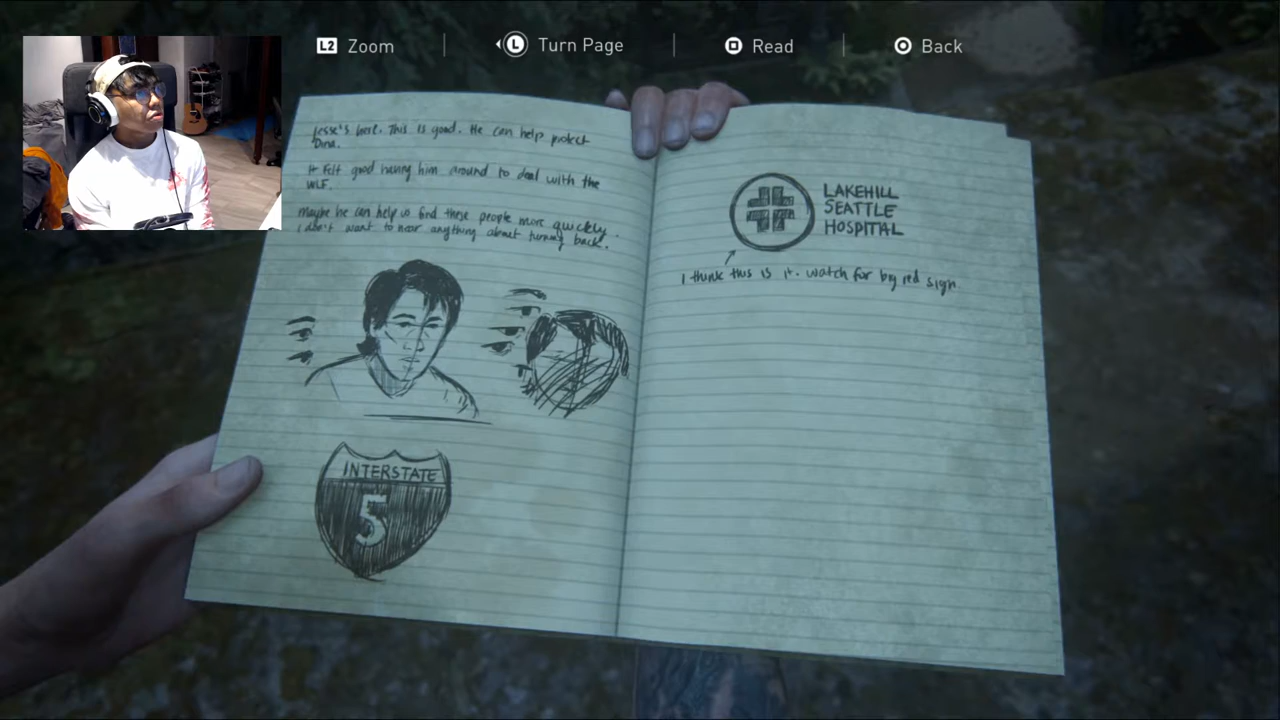 L2 Zoom
L Turn Page
Read
Back
Jesse's here. This is good. He can help protect
Dina.
It felt good having him around to deal with the
WLF.
Maybe he can help us find these people more quickly.
I don't want to hear anything about turning back.
INTERSTATE
5
LAKEHILL
SEATTLE
HOSPITAL
I think this is it. watch for big red sign.